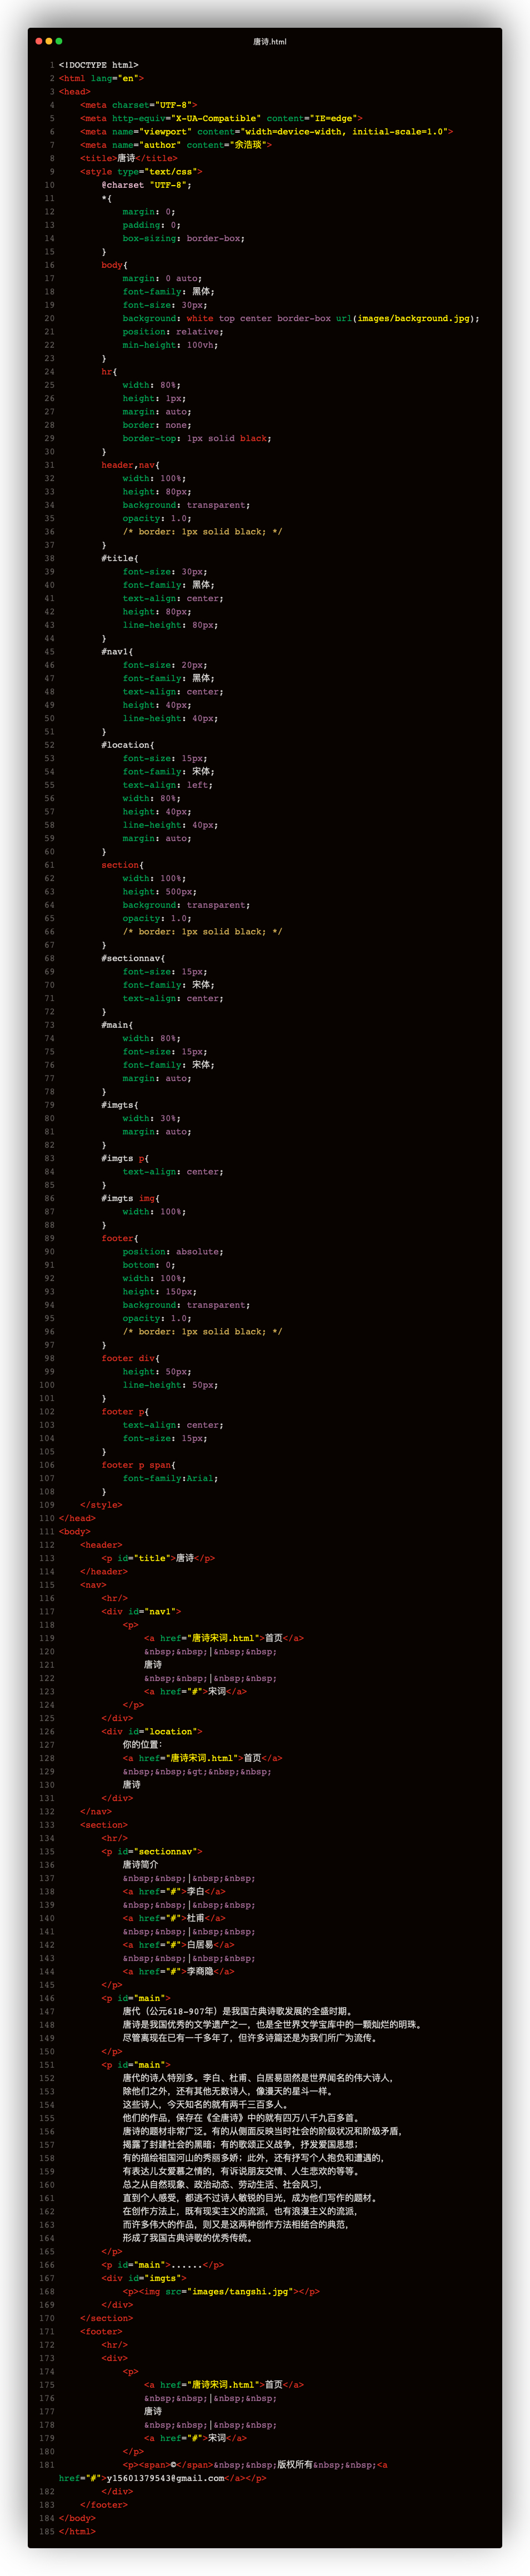 唐诗.html
1 <!DOCTYPE html>
2 <html lang="en">
3 <head>
4     <meta charset="UTF-8">
5     <meta http-equiv="X-UA-Compatible" content="IE=edge">
6     <meta name="viewport" content="width=device-width, initial-scale=1.0">
7     <meta name="author" content="余浩琰">
8     <title>唐诗</title>
9     <style type="text/css">
10         @charset "UTF-8";
11         *{
12             margin: 0;
13             padding: 0;
14             box-sizing: border-box;
15         }
16         body{
17             margin: 0 auto;
18             font-family: 黑体;
19             font-size: 30px;
20             background: white top center border-box url(images/background.jpg);
21             position: relative;
22             min-height: 100vh;
23         }
24         hr{
25             width: 80%;
26             height: 1px;
27             margin: auto;
28             border: none;
29             border-top: 1px solid black;
30         }
31         header,nav{
32             width: 100%;
33             height: 80px;
34             background: transparent;
35             opacity: 1.0;
36             /* border: 1px solid black; */
37         }
38         #title{
39             font-size: 30px;
40             font-family: 黑体;
41             text-align: center;
42             height: 80px;
43             line-height: 80px;
44         }
45         #nav1{
46             font-size: 20px;
47             font-family: 黑体;
48             text-align: center;
49             height: 40px;
50             line-height: 40px;
51         }
52         #location{
53             font-size: 15px;
54             font-family: 宋体;
55             text-align: left;
56             width: 80%;
57             height: 40px;
58             line-height: 40px;
59             margin: auto;
60         }
61         section{
62             width: 100%;
63             height: 500px;
64             background: transparent;
65             opacity: 1.0;
66             /* border: 1px solid black; */
67         }
68         #sectionnav{
69             font-size: 15px;
70             font-family: 宋体;
71             text-align: center;
72         }
73         #main{
74             width: 80%;
75             font-size: 15px;
76             font-family: 宋体;
77             margin: auto;
78         }
79         #imgts{
80             width: 30%;
81             margin: auto;
82         }
83         #imgts p{
84             text-align: center;
85         }
86         #imgts img{
87             width: 100%;
88         }
89         footer{
90             position: absolute;
91             bottom: 0;
92             width: 100%;
93             height: 150px;
94             background: transparent;
95             opacity: 1.0;
96             /* border: 1px solid black; */
97         }
98         footer div{
99             height: 50px;
100             line-height: 50px;
101         }
102         footer p{
103             text-align: center;
104             font-size: 15px;
105         }
106         footer p span{
107             font-family:Arial;
108         }
109     </style>
110 </head>
111 <body>
112     <header>
113         <p id="title">唐诗</p>
114     </header>
115     <nav>
116         <hr/>
117         <div id="nav1">
118             <p>
119                 <a href="唐诗宋词.html">首页</a>
120                 &nbsp;&nbsp;|&nbsp;&nbsp;
121                 唐诗
122                 &nbsp;&nbsp;|&nbsp;&nbsp;
123                 <a href="#">宋词</a>
124             </p>
125         </div>
126         <div id="location">
127             你的位置：
128             <a href="唐诗宋词.html">首页</a>
129             &nbsp;&nbsp;&gt;&nbsp;&nbsp;
130             唐诗
131         </div>
132     </nav>
133     <section>
134         <hr/>
135         <p id="sectionnav">
136             唐诗简介
137             &nbsp;&nbsp;|&nbsp;&nbsp;
138             <a href="#">李白</a>
139             &nbsp;&nbsp;|&nbsp;&nbsp;
140             <a href="#">杜甫</a>
141             &nbsp;&nbsp;|&nbsp;&nbsp;
142             <a href="#">白居易</a>
143             &nbsp;&nbsp;|&nbsp;&nbsp;
144             <a href="#">李商隐</a>
145         </p>
146         <p id="main">
147             唐代（公元618-907年）是我国古典诗歌发展的全盛时期。
148             唐诗是我国优秀的文学遗产之一，也是全世界文学宝库中的一颗灿烂的明珠。
149             尽管离现在已有一千多年了，但许多诗篇还是为我们所广为流传。
150         </p>
151         <p id="main">
152             唐代的诗人特别多。李白、杜甫、白居易固然是世界闻名的伟大诗人，
153             除他们之外，还有其他无数诗人，像漫天的星斗一样。
154             这些诗人，今天知名的就有两千三百多人。
155             他们的作品，保存在《全唐诗》中的就有四万八千九百多首。
156             唐诗的题材非常广泛。有的从侧面反映当时社会的阶级状况和阶级矛盾，
157             揭露了封建社会的黑暗；有的歌颂正义战争，抒发爱国思想；
158             有的描绘祖国河山的秀丽多娇；此外，还有抒写个人抱负和遭遇的，
159             有表达儿女爱慕之情的，有诉说朋友交情、人生悲欢的等等。
160             总之从自然现象、政治动态、劳动生活、社会风习，
161             直到个人感受，都逃不过诗人敏锐的目光，成为他们写作的题材。
162             在创作方法上，既有现实主义的流派，也有浪漫主义的流派，
163             而许多伟大的作品，则又是这两种创作方法相结合的典范，
164             形成了我国古典诗歌的优秀传统。
165         </p>
166         <p id="main">......</p>
167         <div id="imgts">
168             <p><img src="images/tangshi.jpg"></p>
169         </div>
170     </section>
171     <footer>
172         <hr/>
173         <div>
174             <p>
175                 <a href="唐诗宋词.html">首页</a>
176                 &nbsp;&nbsp;|&nbsp;&nbsp;
177                 唐诗
178                 &nbsp;&nbsp;|&nbsp;&nbsp;
179                 <a href="#">宋词</a>
180             </p>
181             <p><span>©</span>&nbsp;&nbsp;版权所有&nbsp;&nbsp;<a
href="#">yl5601379543@gmail.com</a></p>
182         </div>
183     </footer>
184 </body>
185 </html>